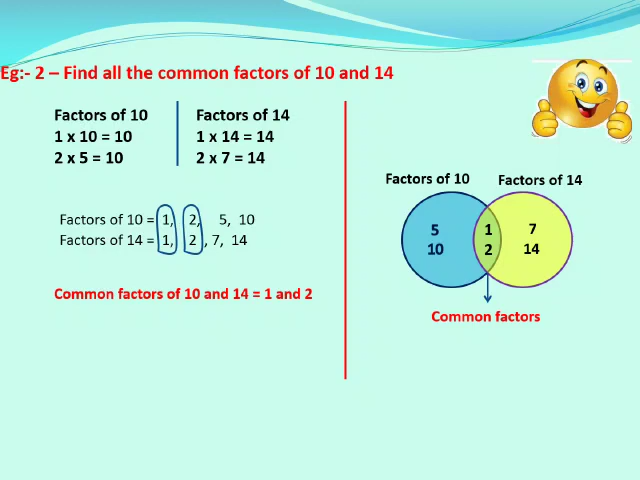 Eg:- 2 – Find all the common factors of 10 and 14
Factors of 10
1 x 10 = 10
2 x 5 = 10
Factors of 14
1 x 14 = 14
2 x 7 = 14
Factors of 10 = 1, 2, 5, 10
Factors of 14 = 1, 2 , 7, 14
Common factors of 10 and 14 = 1 and 2
Factors of 10
Factors of 14
5
10
1
2
7
14
Common factors